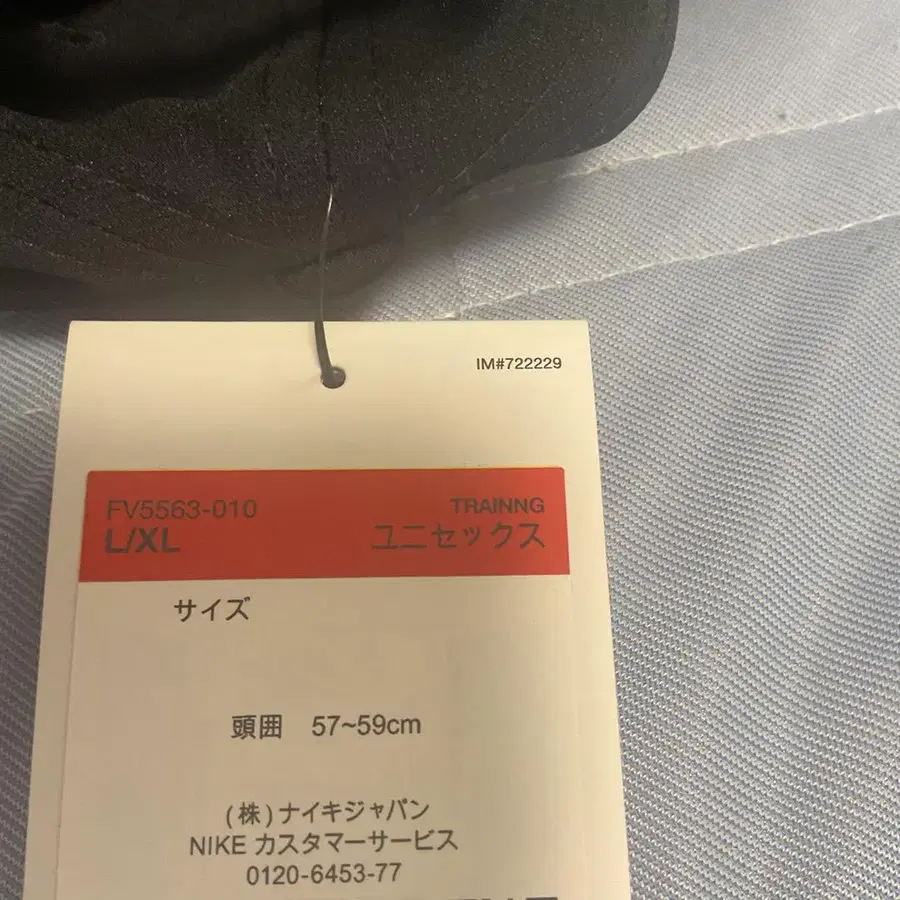 IM#722229
FV5563-010 TRAINNG
L/XL ユニセックス
サイズ
頭囲 57~59cm
(株)ナイキジャパン
NIKE カスタマーサービス
0120-6453-77